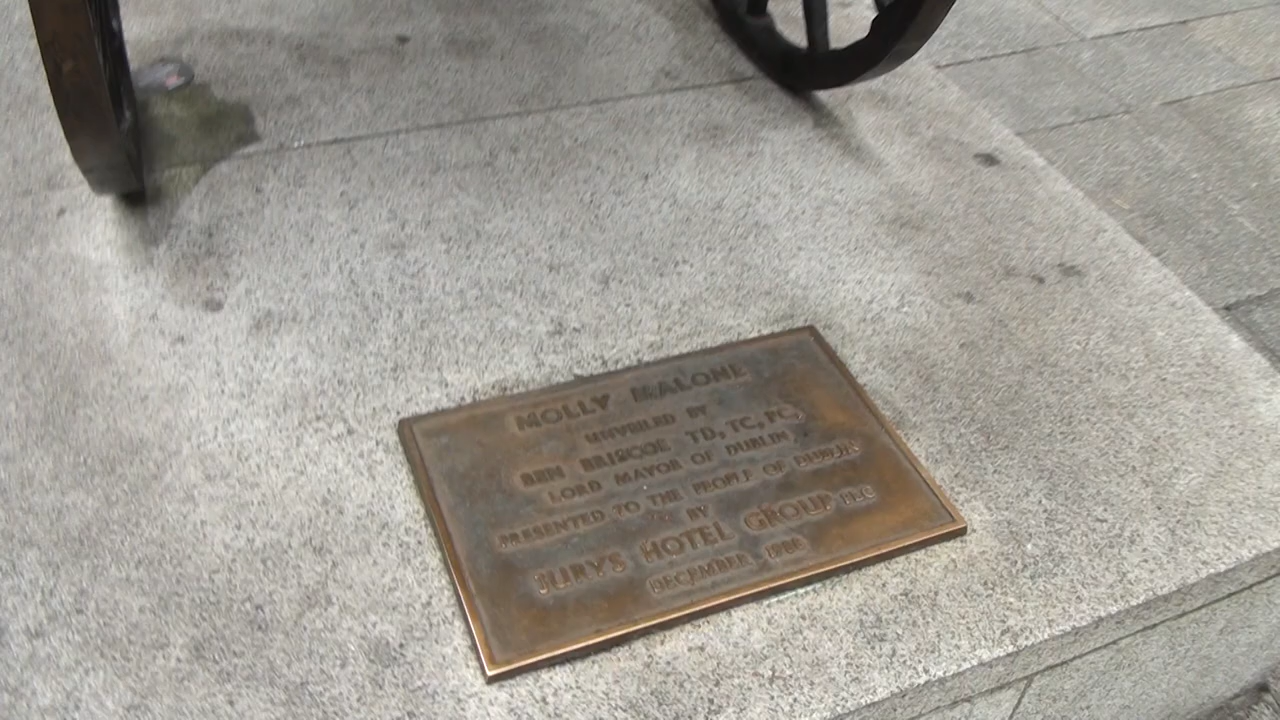 MOLLY MALONE
UNVEILED BY
BEN BRISCOE TD, TC, PC,
LORD MAYOR OF DUBLIN
PRESENTED TO THE PEOPLE OF DUBLIN
BY
JURYS HOTEL GROUP PLC
DECEMBER 1988